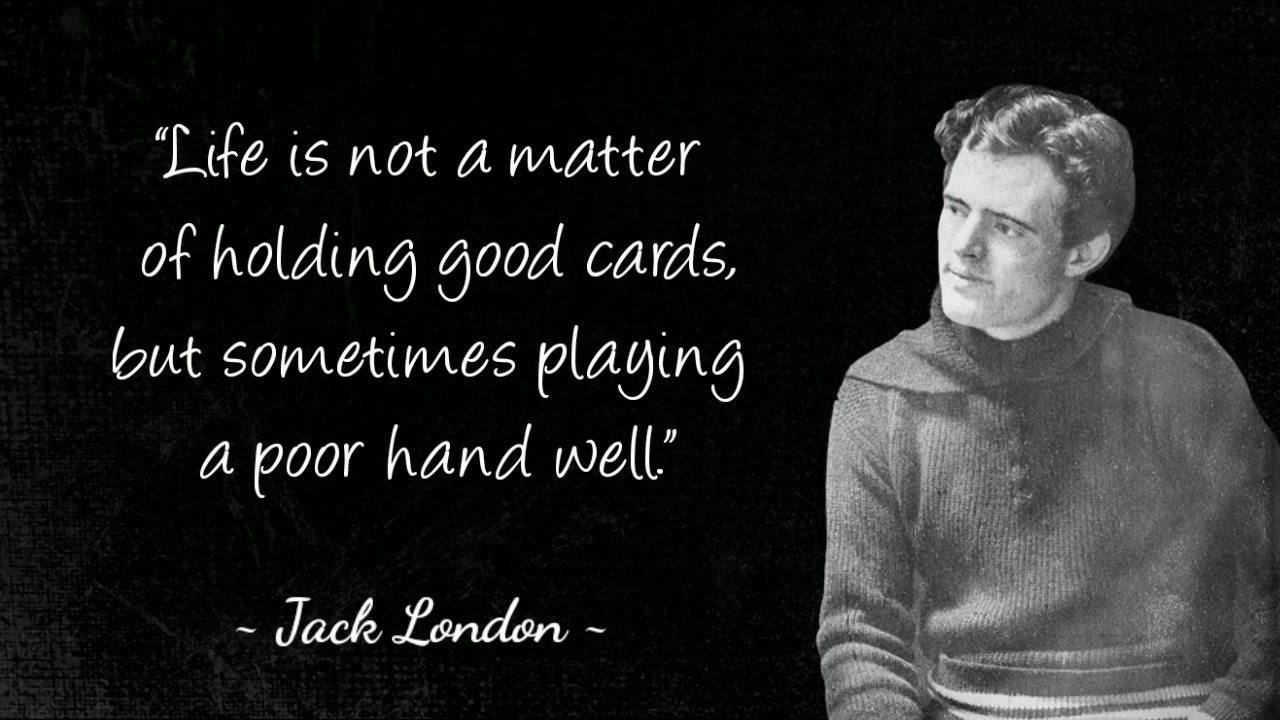 “Life is not a matter
of holding good cards,
but sometimes playing
a poor hand well.”
~ Jack London ~